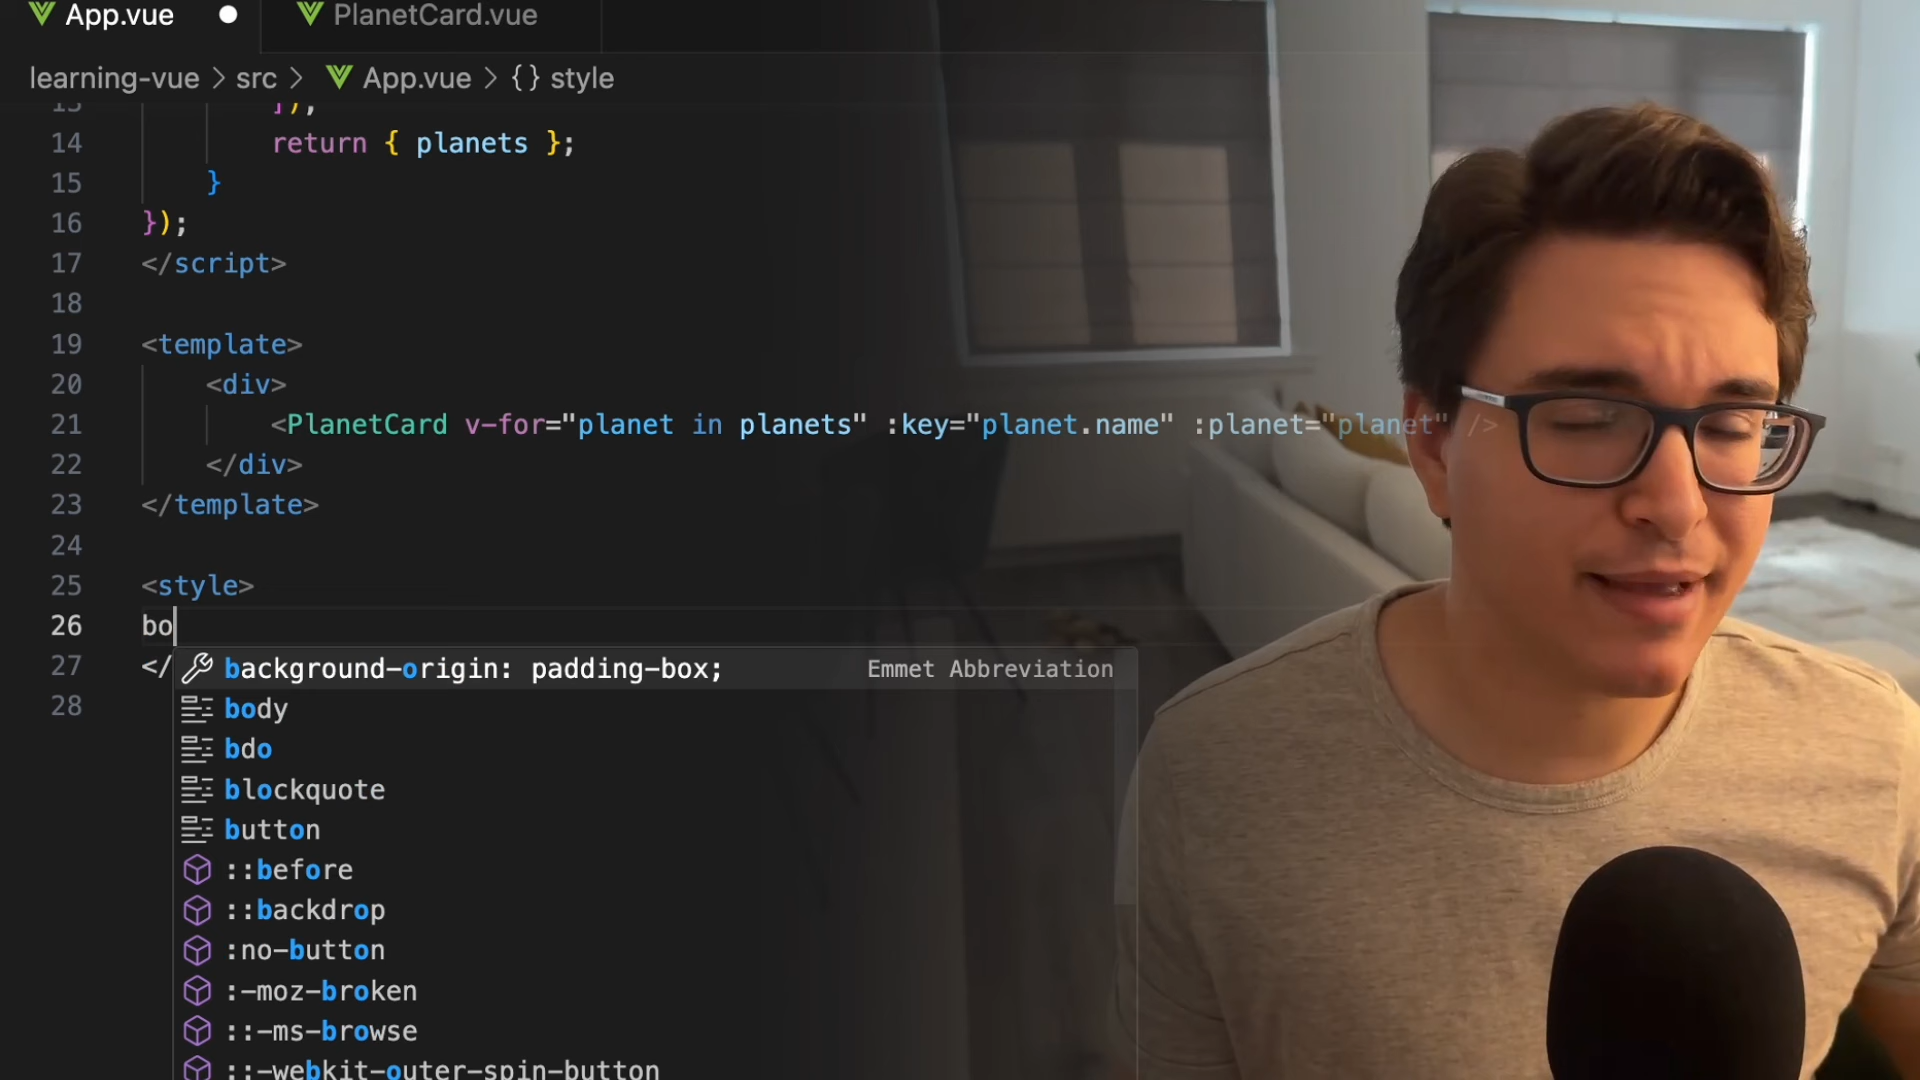 App.vue PlanetCard.vue
learning-vue > src > App.vue > {} style
13 ]);
14 return { planets };
15 }
16 });
17 </script>
18
19 <template>
20 <div>
21 <PlanetCard v-for="planet in planets" :key="planet.name" :planet="planet" />
22 </div>
23 </template>
24
25 <style>
26 bo
27 </
background-origin: padding-box; Emmet Abbreviation
28
body
bdo
blockquote
button
::before
::backdrop
:no-button
:-moz-broken
::-ms-browse
::-webkit-outer-spin-button